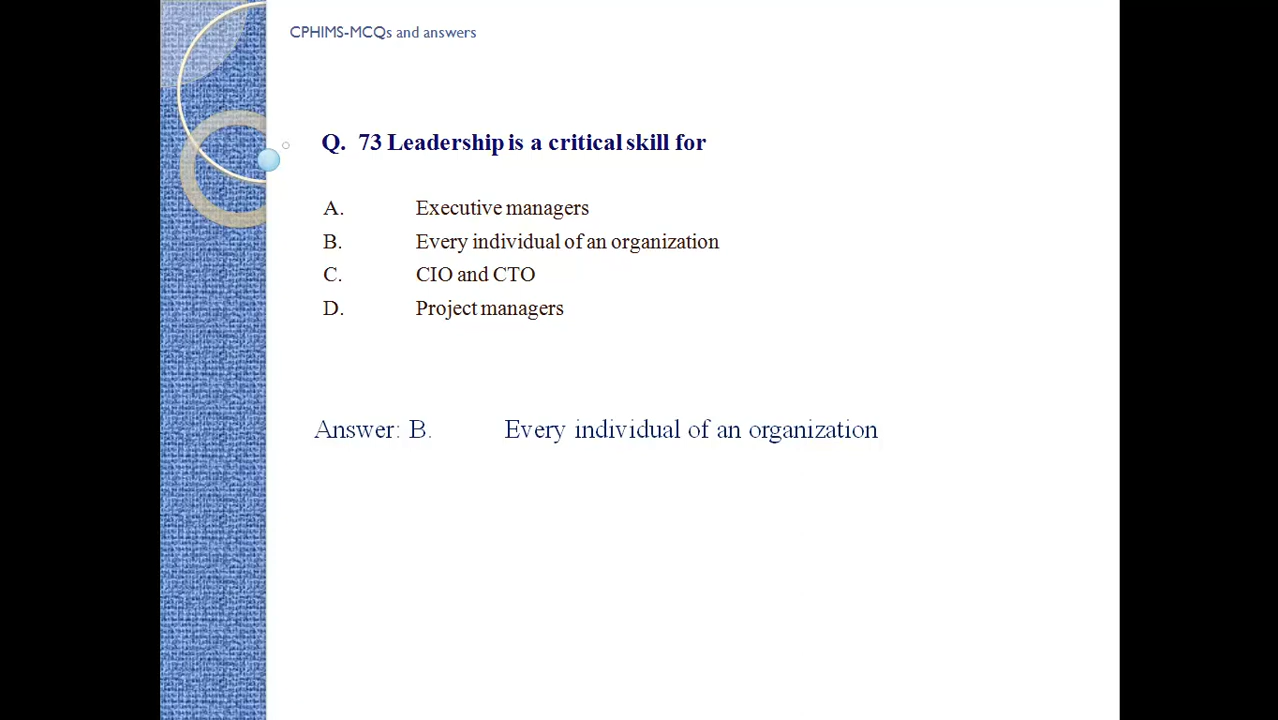 CPHIMS-MCQs and answers
Q. 73 Leadership is a critical skill for
A. Executive managers
B. Every individual of an organization
C. CIO and CTO
D. Project managers
Answer: B. Every individual of an organization